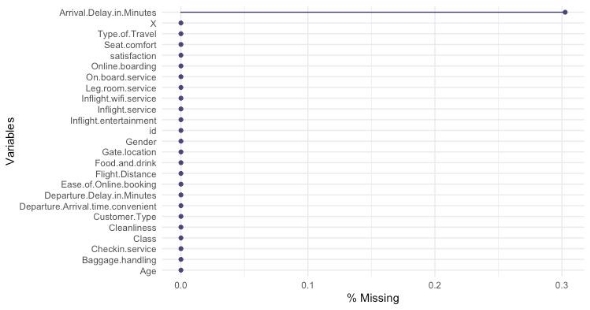 Arrival.Delay.in.Minutes
X
Type.of.Travel
Seat.comfort
satisfaction
Online.boarding
On.board.service
Leg.room.service
Inflight.wifi.service
Inflight.service
Inflight.entertainment
id
Gender
Gate.location
Food.and.drink
Flight.Distance
Ease.of.Online.booking
Departure.Delay.in.Minutes
Departure.Arrival.time.convenient
Customer.Type
Cleanliness
Class
Checkin.service
Baggage.handling
Age
Variables
0.0 0.1 0.2 0.3
% Missing